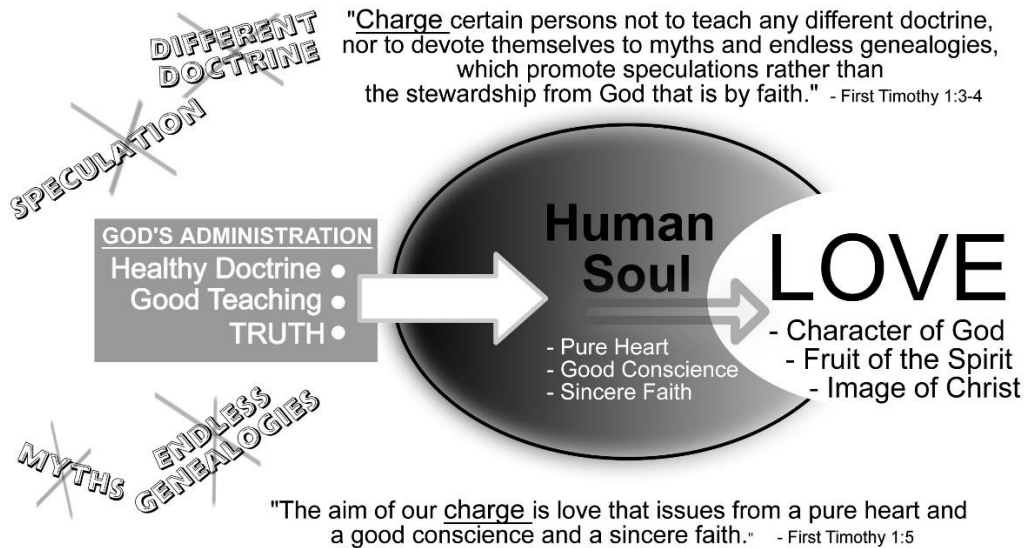 DIFFERENT
DOCTRINE
"Charge certain persons not to teach any different doctrine,
nor to devote themselves to myths and endless genealogies,
which promote speculations rather than
the stewardship from God that is by faith." - First Timothy 1:3-4
SPECULATION
GOD'S ADMINISTRATION
Healthy Doctrine ●
Good Teaching ●
TRUTH ●
Human
Soul
- Pure Heart
- Good Conscience
- Sincere Faith
LOVE
- Character of God
- Fruit of the Spirit
- Image of Christ
MYTHS
ENDLESS
GENEALOGIES
"The aim of our charge is love that issues from a pure heart and
a good conscience and a sincere faith." - First Timothy 1:5